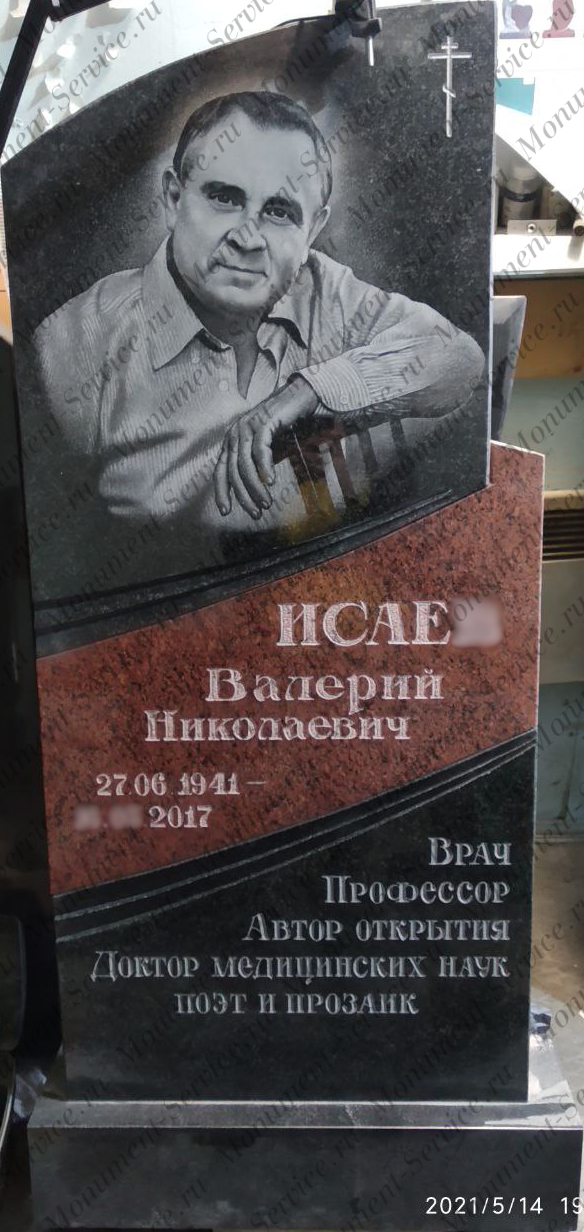 ИСАЕ
Валерий
Николаевич
27.06 1941 –
2017
Врач
Профессор
Автор открытия
Доктор медицинских наук
поэт и прозаик
Monument-Service.ru
2021/5/14 19